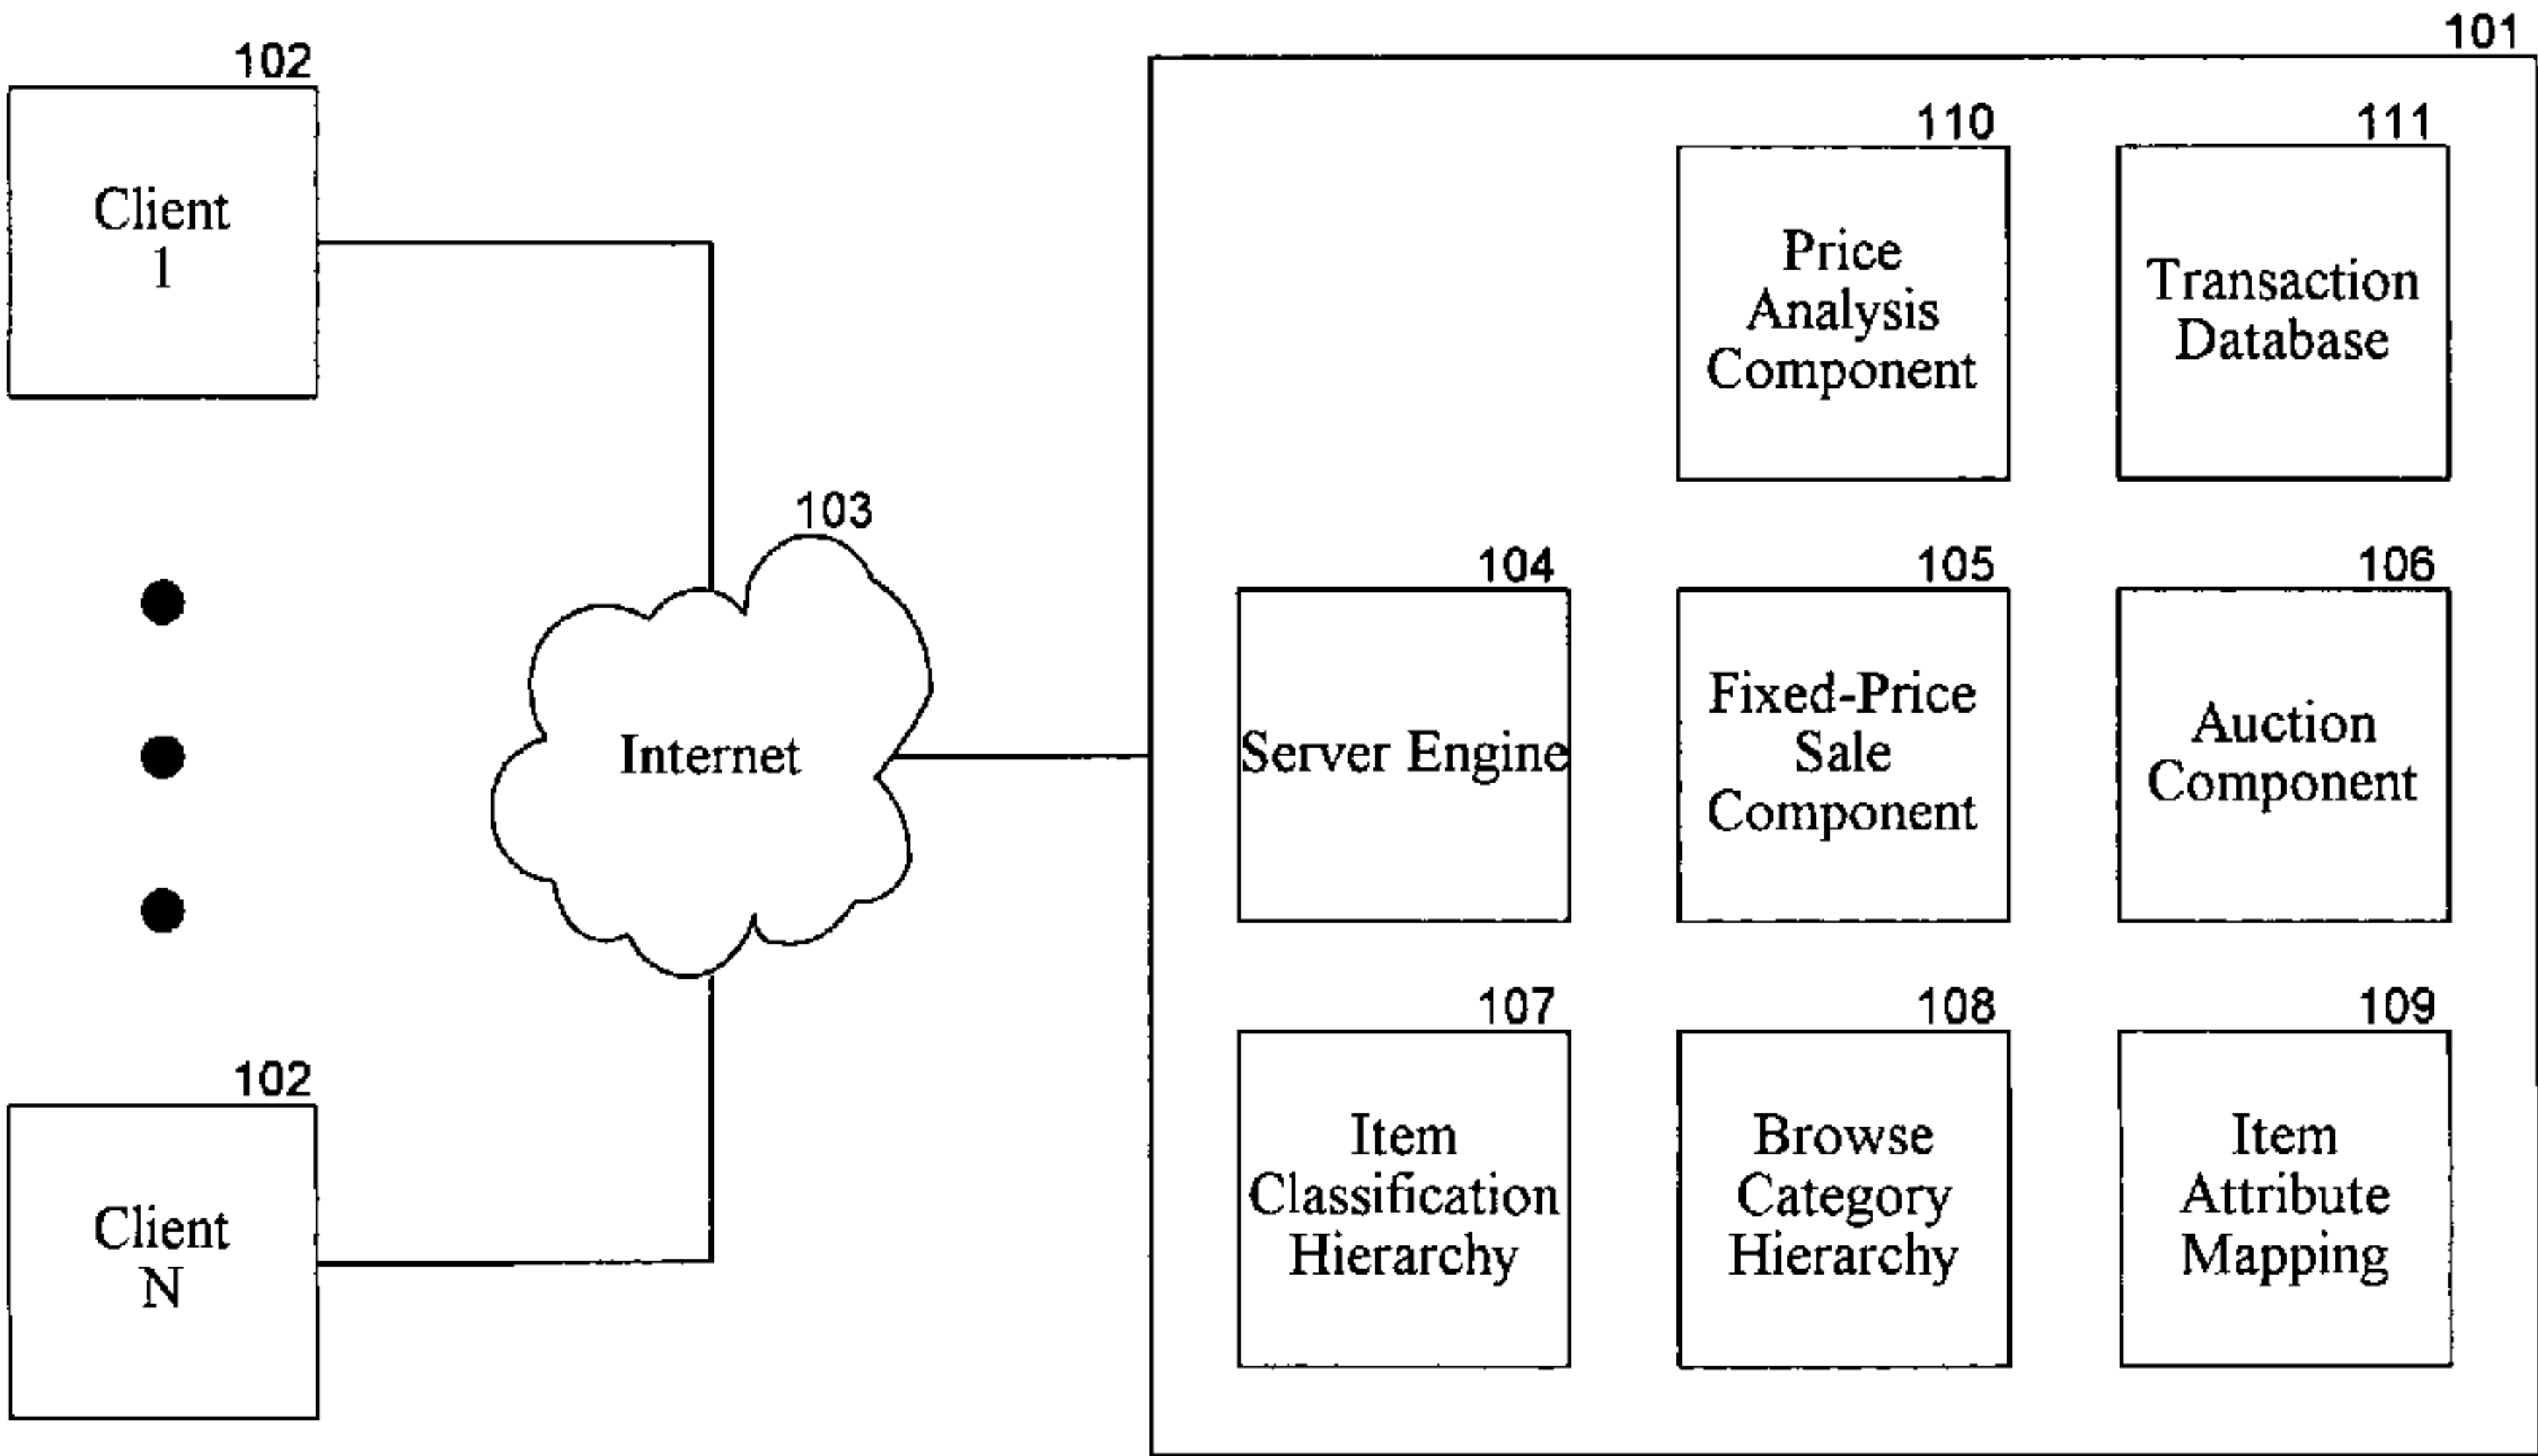 101
102
Client
1
110
Price
Analysis
Component
111
Transaction
Database
103
Internet
104
Server Engine
105
Fixed-Price
Sale
Component
106
Auction
Component
102
Client
N
107
Item
Classification
Hierarchy
108
Browse
Category
Hierarchy
109
Item
Attribute
Mapping